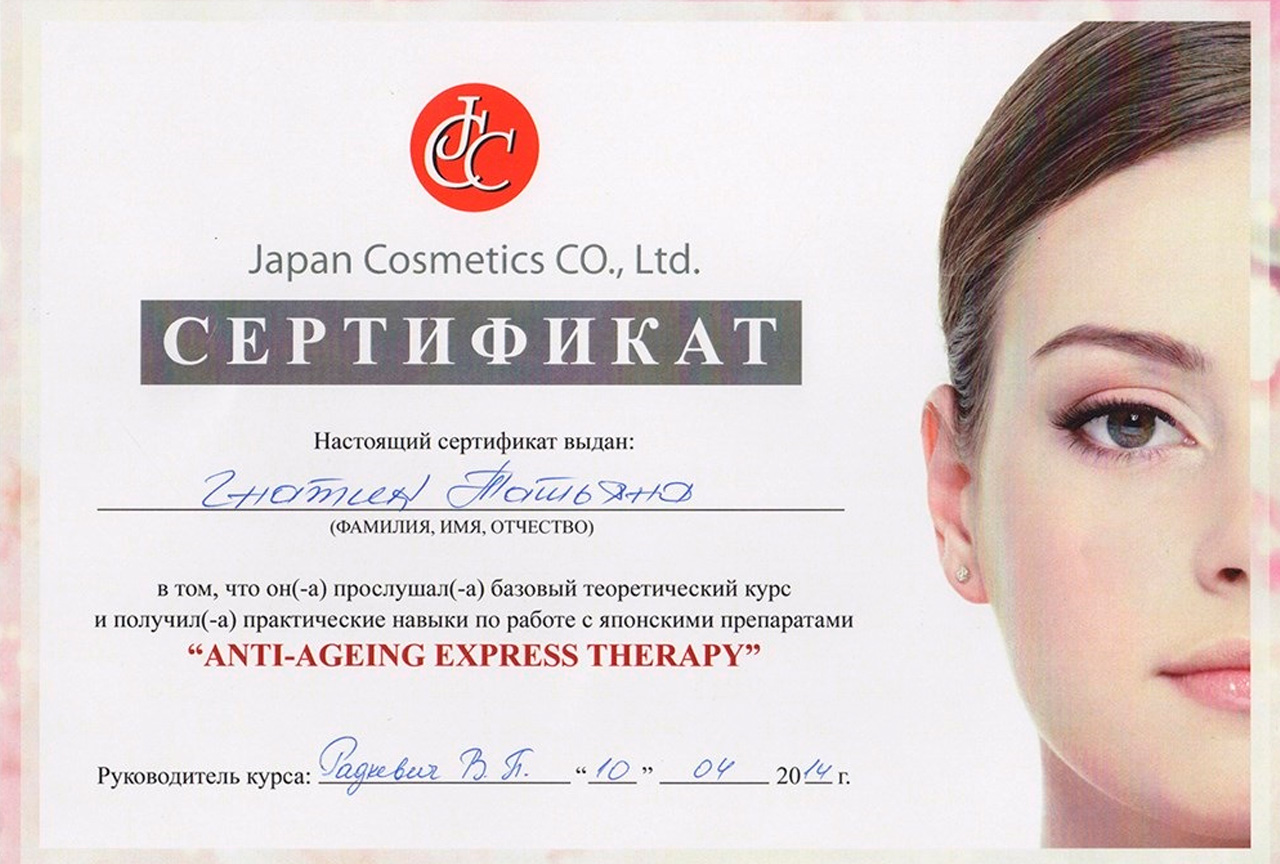 JCC
Japan Cosmetics CO., Ltd.
СЕРТИФИКАТ
Настоящий сертификат выдан:
Гнатик Татьяна
(ФАМИЛИЯ, ИМЯ, ОТЧЕСТВО)
в том, что он(-а) прослушал(-а) базовый теоретический курс
и получил(-а) практические навыки по работе с японскими препаратами
“ANTI-AGEING EXPRESS THERAPY”
Руководитель курса: Радкевич В. П. “10” 04 2014 г.